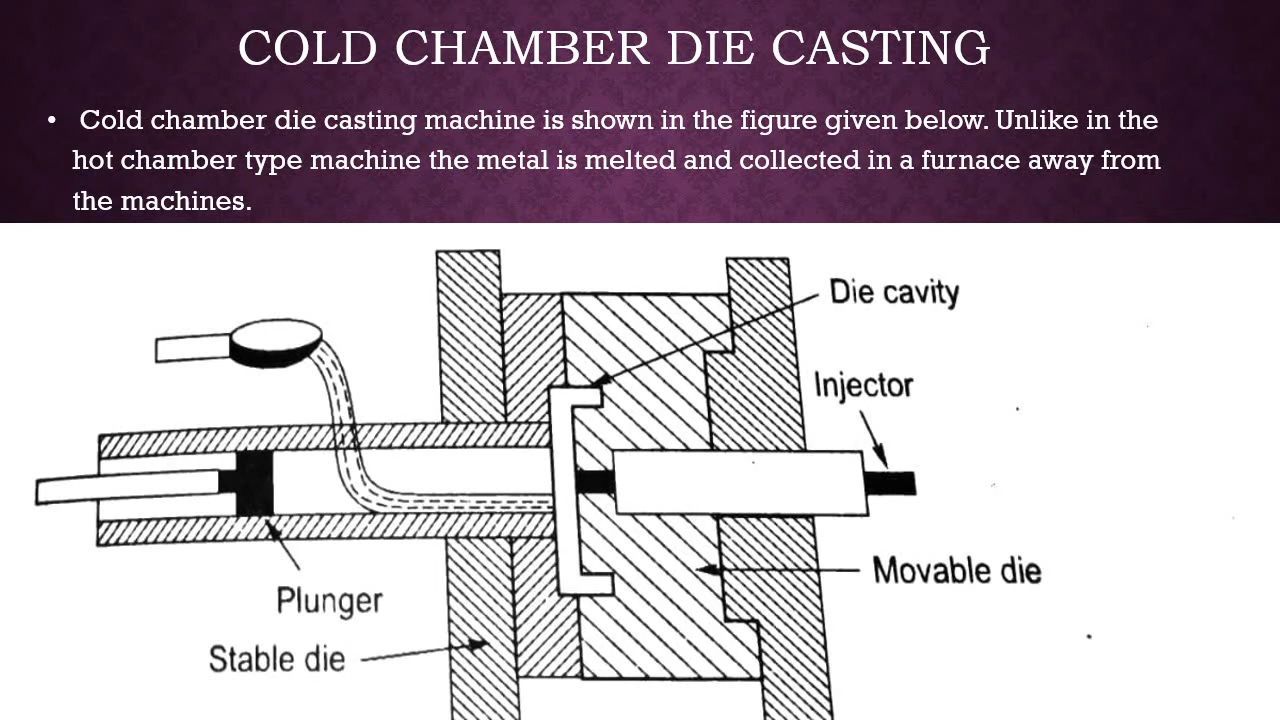 COLD CHAMBER DIE CASTING
• Cold chamber die casting machine is shown in the figure given below. Unlike in the
hot chamber type machine the metal is melted and collected in a furnace away from
the machines.
Die cavity
Injector
Movable die
Plunger
Stable die